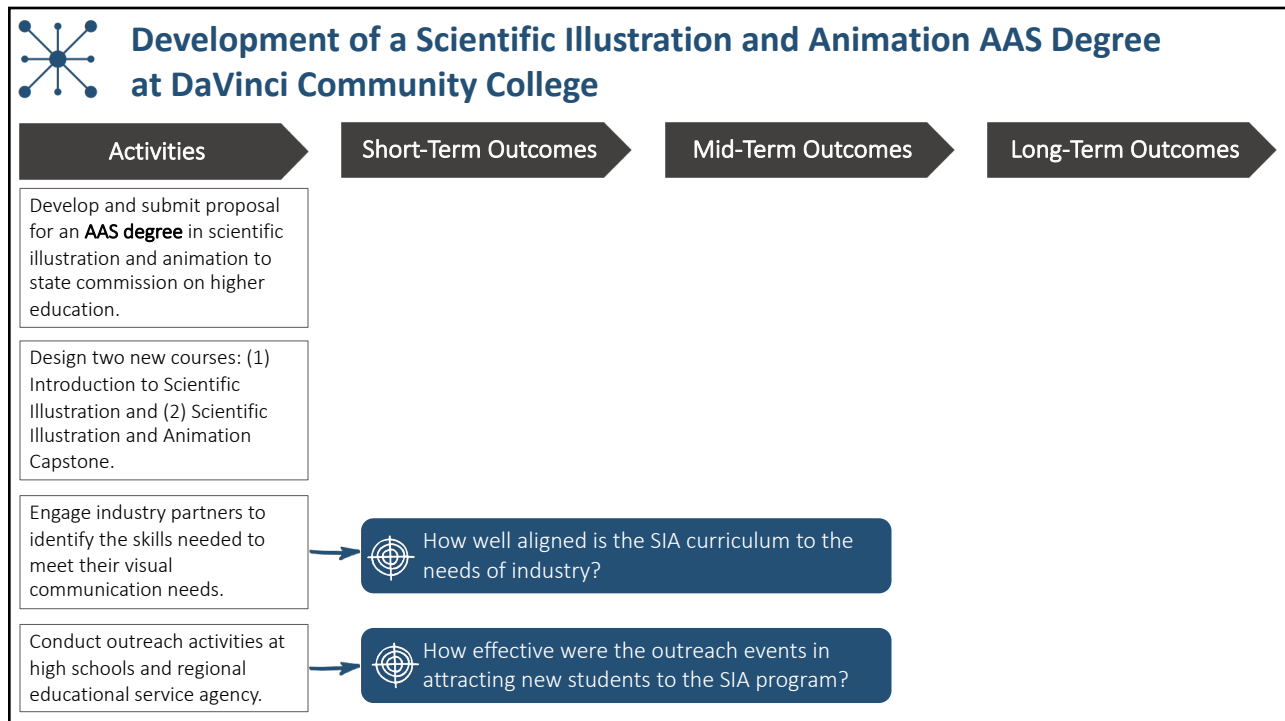 Development of a Scientific Illustration and Animation AAS Degree
at DaVinci Community College
Activities
Short-Term Outcomes
Mid-Term Outcomes
Long-Term Outcomes
Develop and submit proposal
for an AAS degree in scientific
illustration and animation to
state commission on higher
education.
Design two new courses: (1)
Introduction to Scientific
Illustration and (2) Scientific
Illustration and Animation
Capstone.
Engage industry partners to
identify the skills needed to
meet their visual
communication needs.
How well aligned is the SIA curriculum to the
needs of industry?
Conduct outreach activities at
high schools and regional
educational service agency.
How effective were the outreach events in
attracting new students to the SIA program?